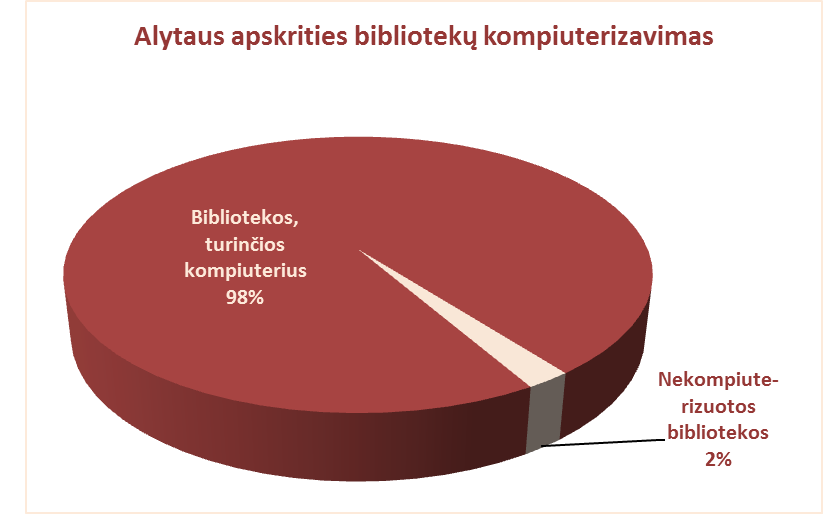 Alytaus apskrities bibliotekų kompiuterizavimas
Bibliotekos,
turinčios
kompiuterius
98%
Nekompiute-
rizuotos
bibliotekos
2%